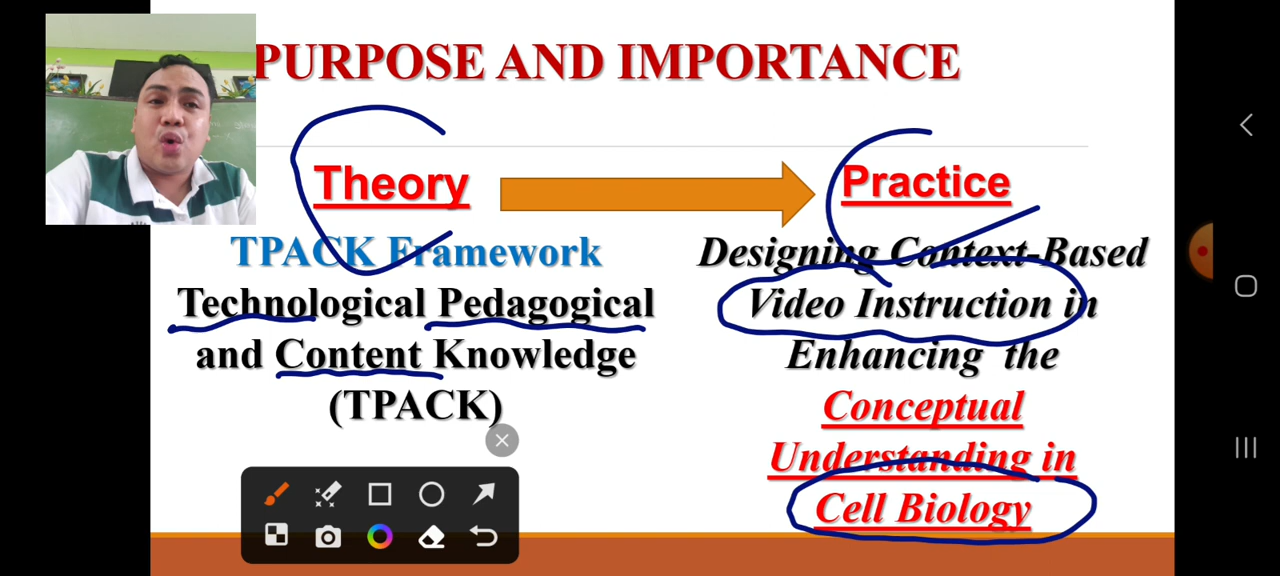 PURPOSE AND IMPORTANCE
Theory
TPACK Framework
Technological Pedagogical
and Content Knowledge
(TPACK)
Practice
Designing Context-Based
Video Instruction in
Enhancing the
Conceptual
Understanding in
Cell Biology